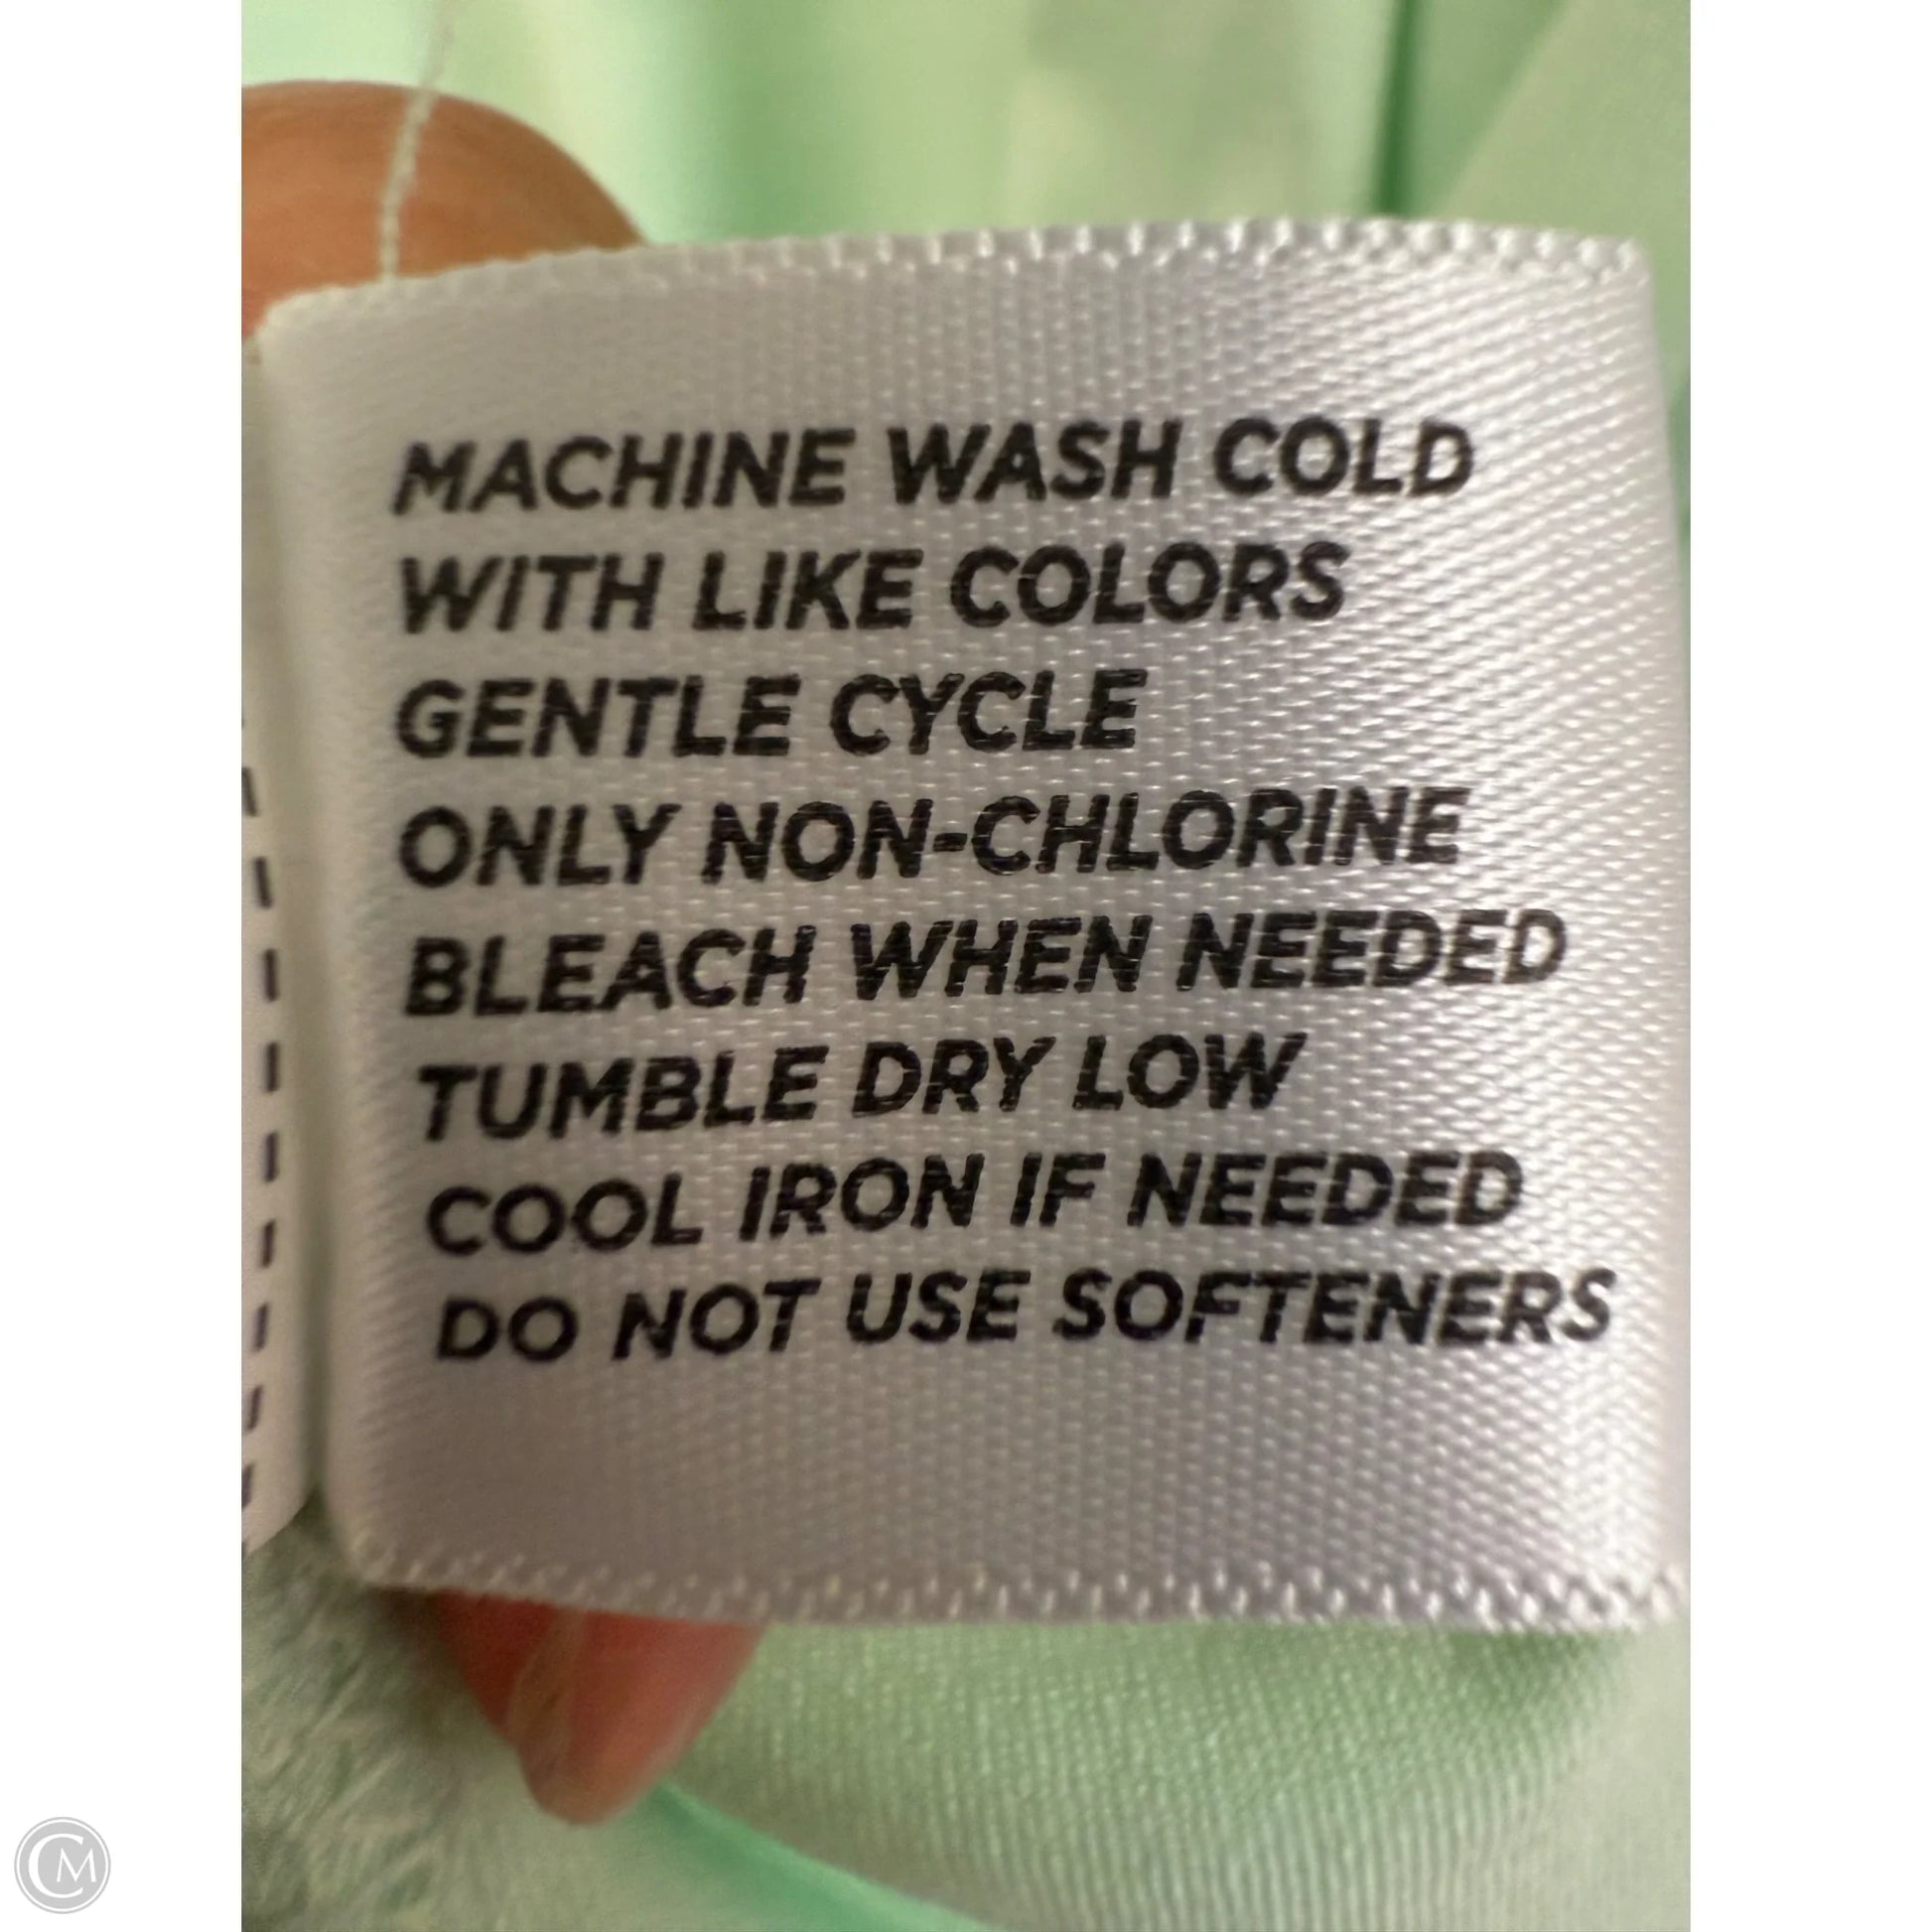 MACHINE WASH COLD
WITH LIKE COLORS
GENTLE CYCLE
ONLY NON-CHLORINE
BLEACH WHEN NEEDED
TUMBLE DRY LOW
COOL IRON IF NEEDED
DO NOT USE SOFTENERS
CM